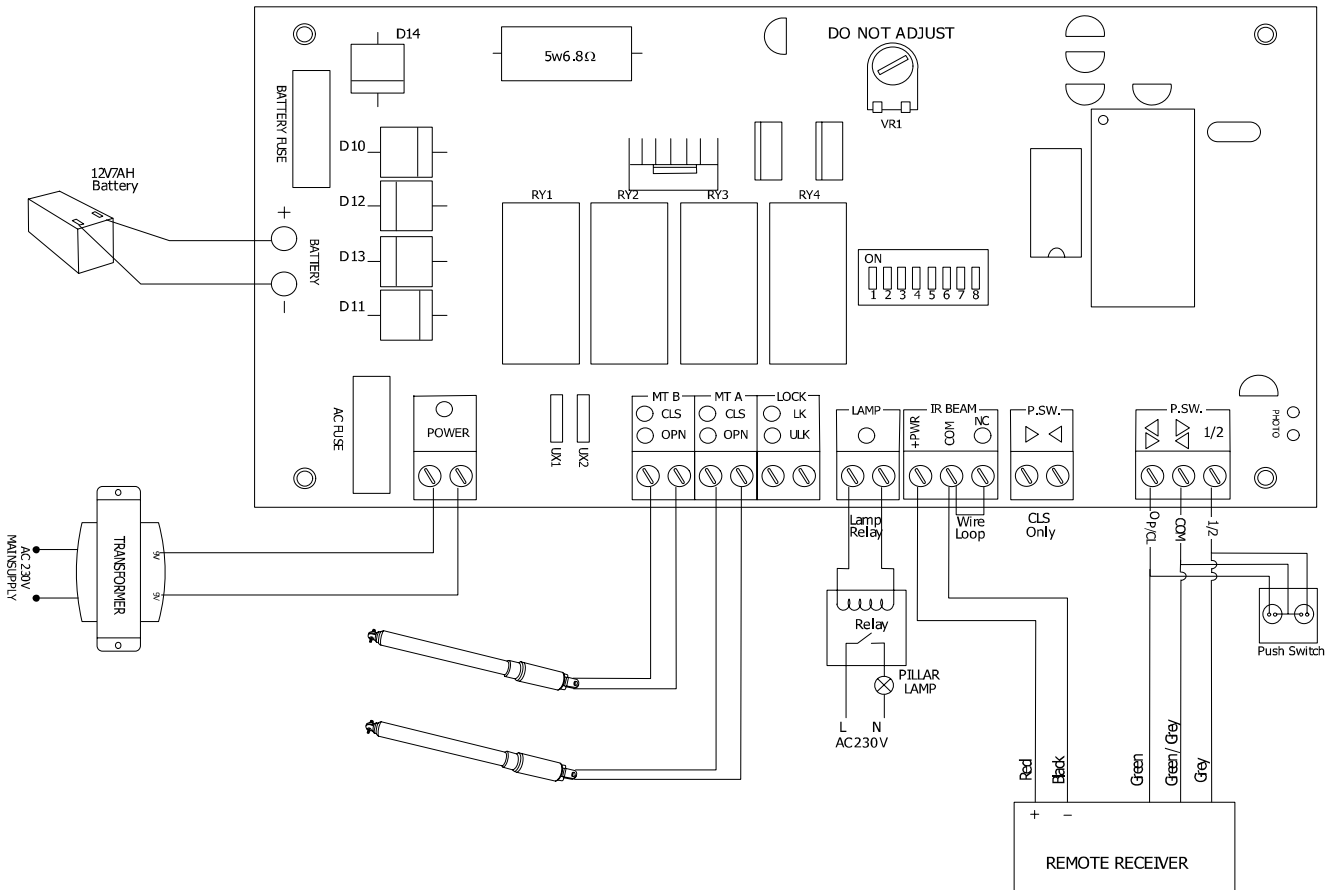 D14
5w6.8Ω
DO NOT ADJUST
VR1
BATTERY FUSE
D10
D12
D13
D11
12V7AH
Battery
+
BATTERY
–
RY1
RY2
RY3
RY4
ON
1 2 3 4 5 6 7 8
AC FUSE
POWER
UX1
UX2
MT B
CLS
OPN
MT A
CLS
OPN
LOCK
LK
ULK
LAMP
IR BEAM
+PWR
COM
NC
P.SW.
P.SW.
1/2
PHOTO
Lamp
Relay
Wire
Loop
CLS
Only
OP/CL
COM
1/2
TRANSFORMER
9V
9V
AC 230V
MAINSUPPLY
Relay
PILLAR
LAMP
L N
AC230V
Push Switch
Red
Black
Green
Green/Grey
Grey
+ –
REMOTE RECEIVER